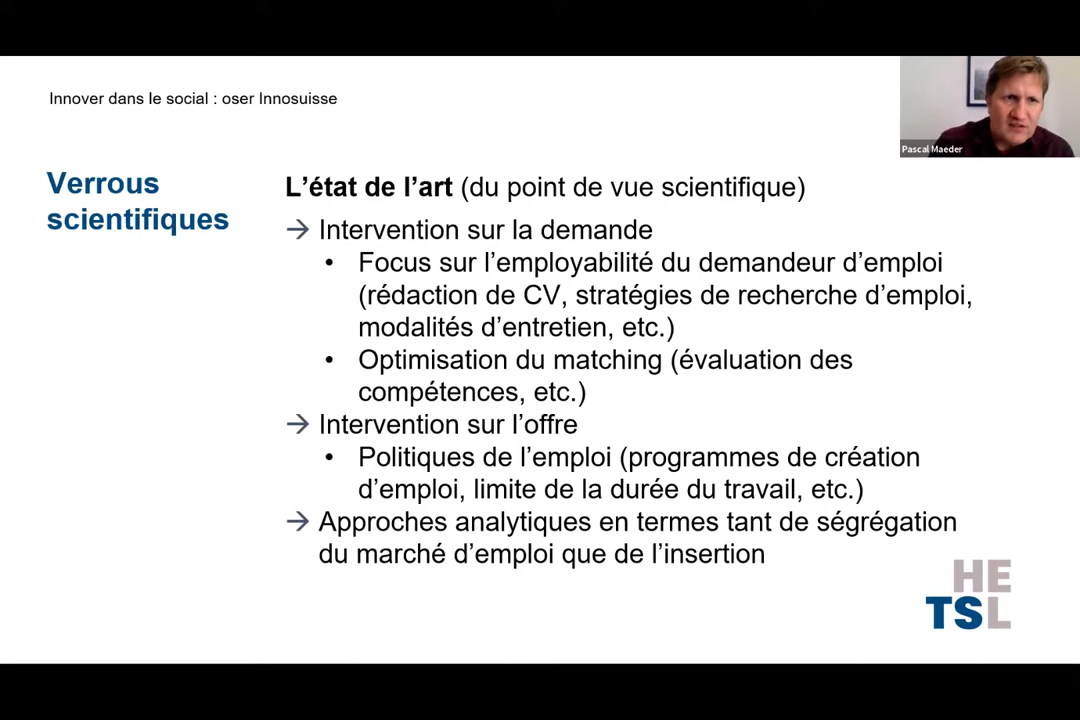 Innover dans le social : oser Innosuisse
Pascal Maeder
Verrous
scientifiques
L’état de l’art (du point de vue scientifique)
→ Intervention sur la demande
• Focus sur l’employabilité du demandeur d’emploi
(rédaction de CV, stratégies de recherche d’emploi,
modalités d’entretien, etc.)
• Optimisation du matching (évaluation des
compétences, etc.)
→ Intervention sur l’offre
• Politiques de l’emploi (programmes de création
d’emploi, limite de la durée du travail, etc.)
→ Approches analytiques en termes tant de ségrégation
du marché d’emploi que de l’insertion
HE
TSL